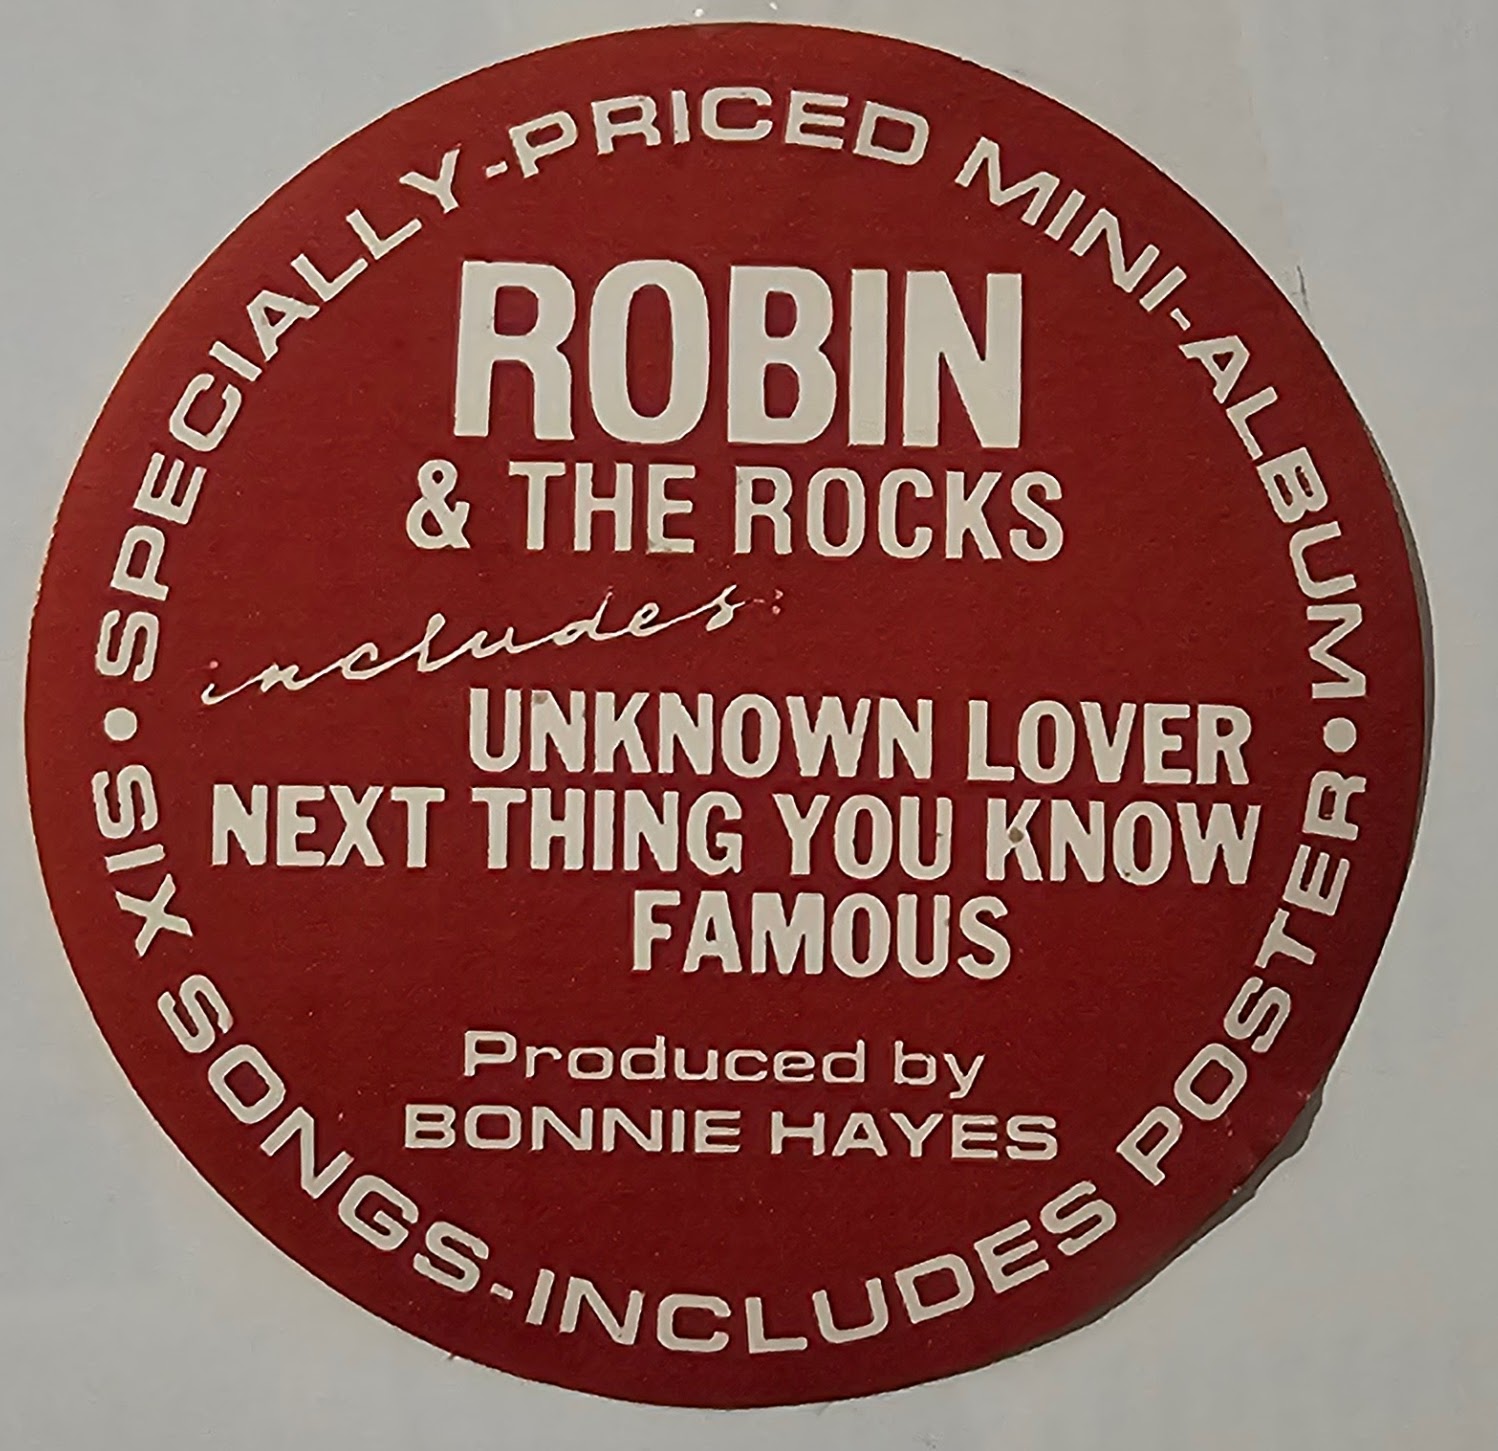 SPECIALLY-PRICED MINI-ALBUM
ROBIN
& THE ROCKS
includes:
UNKNOWN LOVER
NEXT THING YOU KNOW
FAMOUS
Produced by
BONNIE HAYES
• SIX SONGS-INCLUDES POSTER •